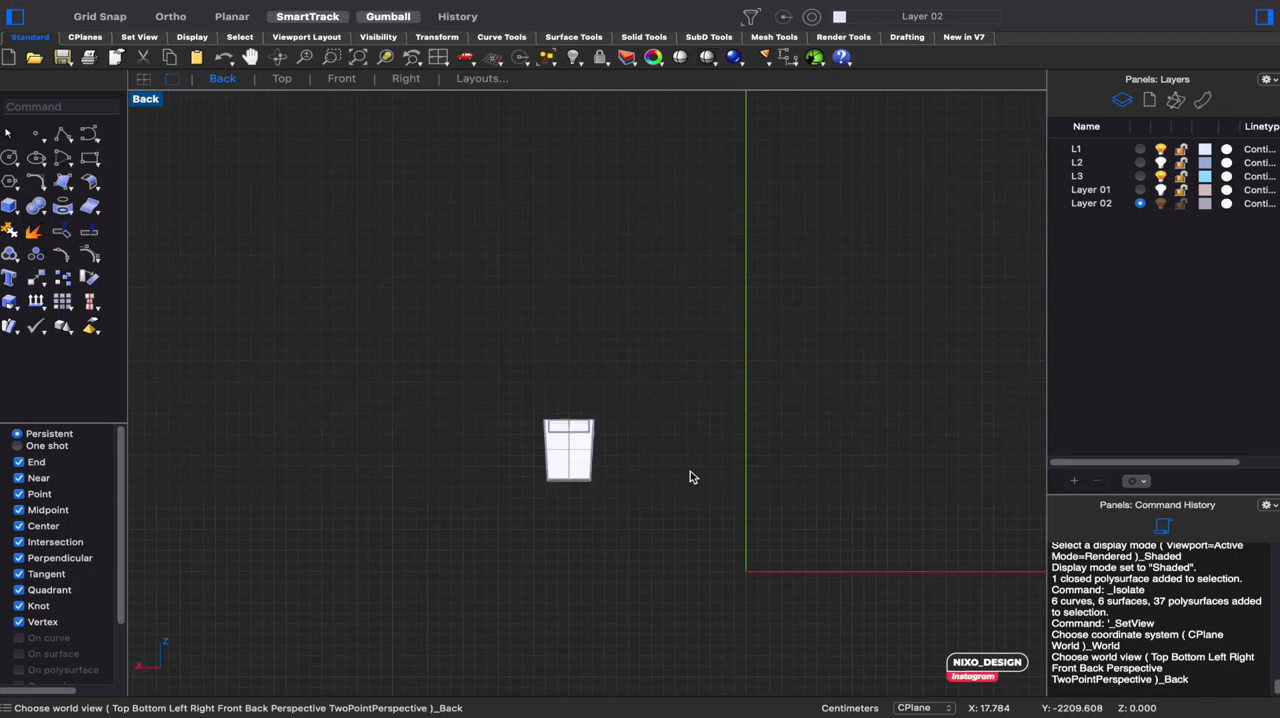 Grid Snap Ortho Planar SmartTrack Gumball History Layer 02
Standard CPlanes Set View Display Select Viewport Layout Visibility Transform Curve Tools Surface Tools Solid Tools SubD Tools Mesh Tools Render Tools Drafting New in V7
Back Top Front Right Layouts...
Panels: Layers
Back
Command
Name Linetyp
L1 Conti...
L2 Conti...
L3 Conti...
Layer 01 Conti...
Layer 02 Conti...
Persistent
One shot
End
Near
Point
Midpoint
Center
Intersection
Perpendicular
Tangent
Quadrant
Knot
Vertex
On curve
On surface
On polysurface
z
x
Panels: Command History
Select a display mode ( Viewport=Active
Mode=Rendered )_Shaded
Display mode set to "Shaded".
1 closed polysurface added to selection.
Command: _Isolate
6 curves, 6 surfaces, 37 polysurfaces added
to selection.
Command: '_SetView
Choose coordinate system ( CPlane
World )_World
Choose world view ( Top Bottom Left Right
Front Back Perspective
TwoPointPerspective )_Back
NIXO_DESIGN
Instagram
Choose world view ( Top Bottom Left Right Front Back Perspective TwoPointPerspective )_Back Centimeters CPlane X: 17.784 Y: -2209.608 Z: 0.000